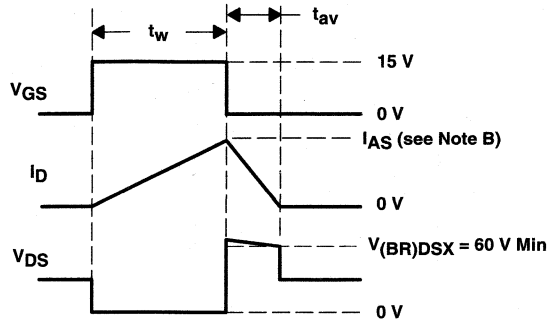 tw
tav
15 V
VGS
0 V
IAS (see Note B)
ID
0 V
V(BR)DSX = 60 V Min
VDS
0 V